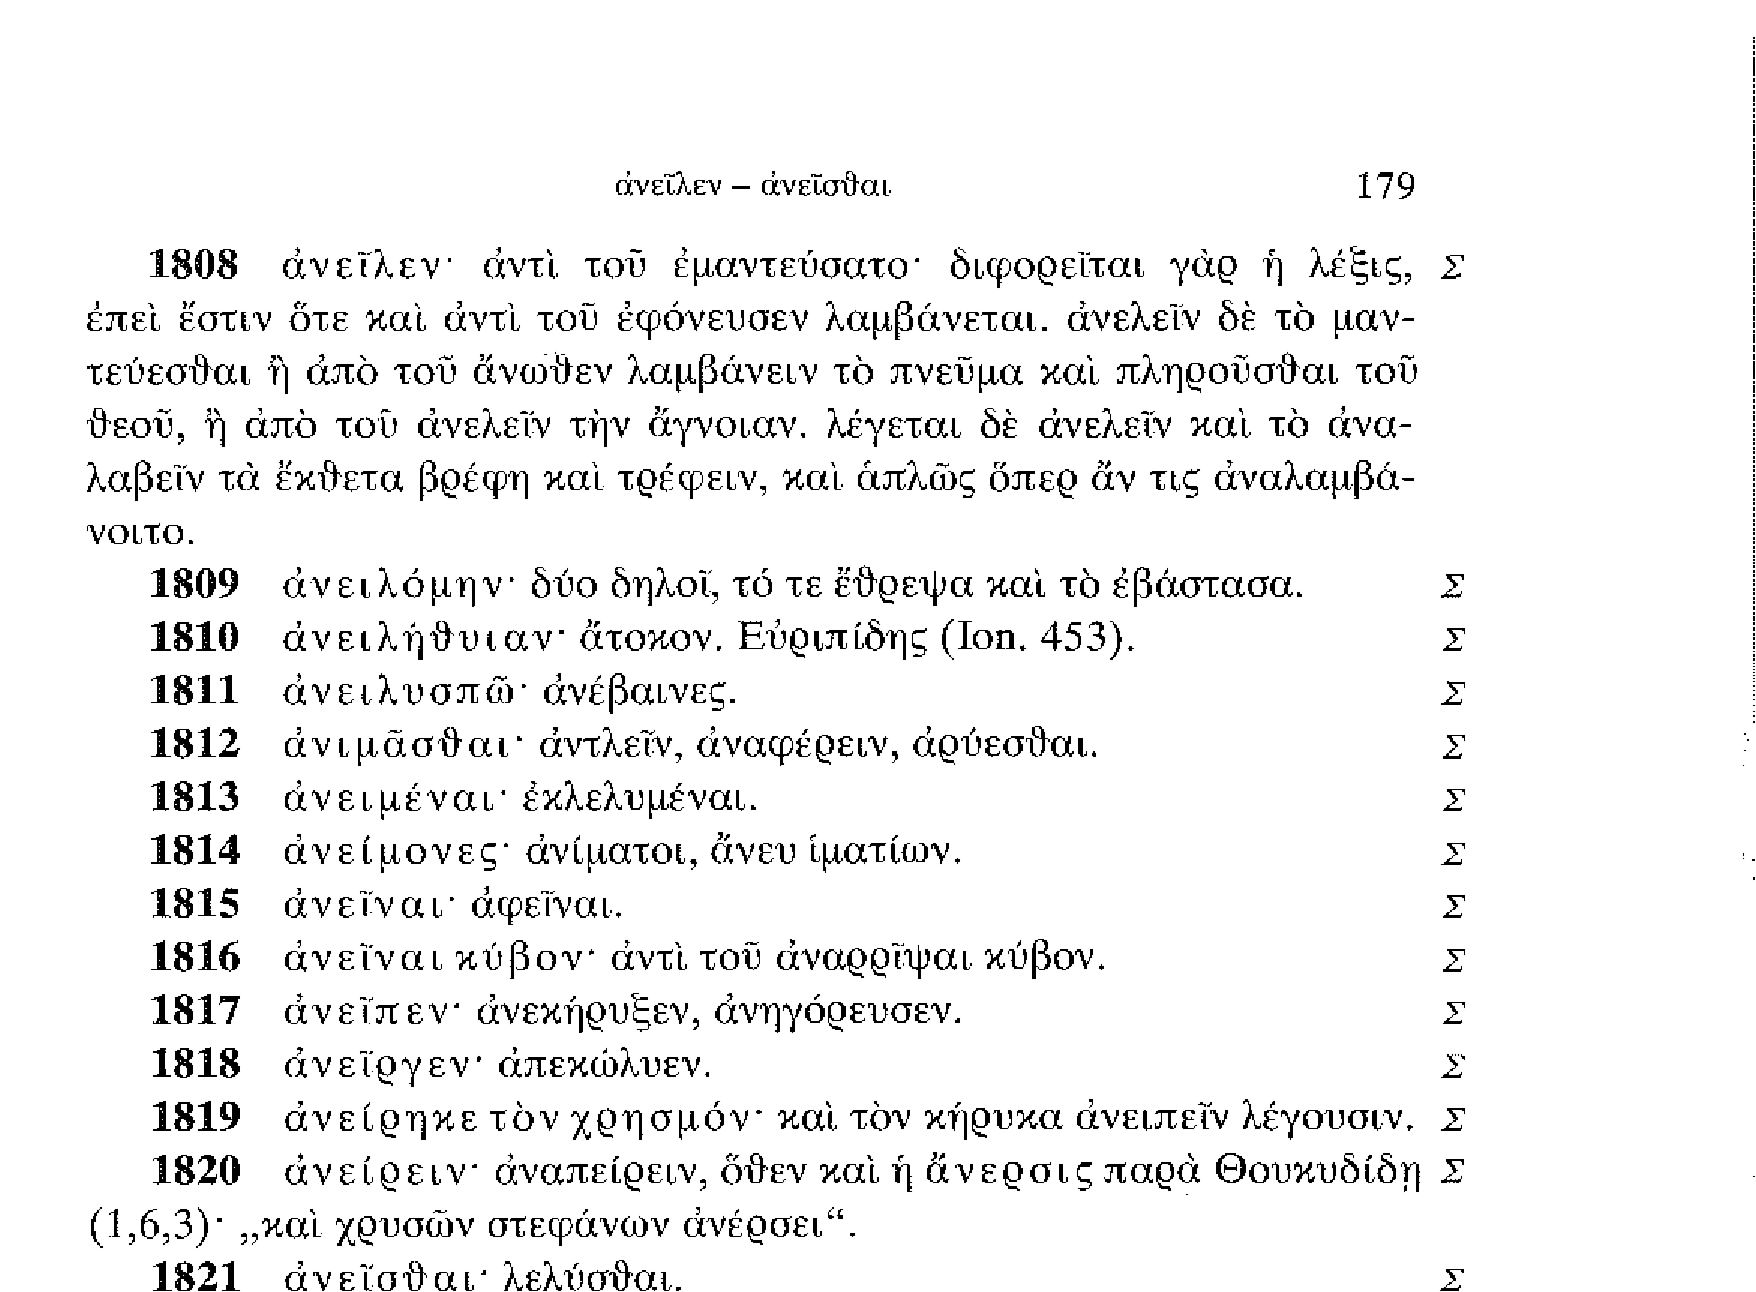 ἀνεῖλεν – ἀνεῖσθαι 179
1808 ἀνεῖλεν· ἀντὶ τοῦ ἐμαντεύσατο· διφορεῖται γὰρ ἡ λέξις, Σ
ἐπεὶ ἔστιν ὅτε καὶ ἀντὶ τοῦ ἐφόνευσεν λαμβάνεται. ἀνελεῖν δὲ τὸ μαν-
τεύεσθαι ἢ ἀπὸ τοῦ ἄνωθεν λαμβάνειν τὸ πνεῦμα καὶ πληροῦσθαι τοῦ
θεοῦ, ἢ ἀπὸ τοῦ ἀνελεῖν τὴν ἄγνοιαν. λέγεται δὲ ἀνελεῖν καὶ τὸ ἀνα-
λαβεῖν τὰ ἔκθετα βρέφη καὶ τρέφειν, καὶ ἁπλῶς ὅπερ ἄν τις ἀναλαμβά-
νοιτο.
1809 ἀνειλόμην· δύο δηλοῖ, τό τε ἔθρεψα καὶ τὸ ἐβάστασα. Σ
1810 ἀνειλήθυιαν· ἄτοκον. Εὐριπίδης (Ion. 453). Σ
1811 ἀνειλυσπῶ· ἀνέβαινες. Σ
1812 ἀνιμᾶσθαι· ἀντλεῖν, ἀναφέρειν, ἀρύεσθαι. Σ
1813 ἀνειμέναι· ἐκλελυμέναι. Σ
1814 ἀνείμονες· ἀνίματοι, ἄνευ ἱματίων. Σ
1815 ἀνεῖναι· ἀφεῖναι. Σ
1816 ἀνεῖναι κύβον· ἀντὶ τοῦ ἀναρρῖψαι κύβον. Σ
1817 ἀνεῖπεν· ἀνεκήρυξεν, ἀνηγόρευσεν. Σ
1818 ἀνεῖργεν· ἀπεκώλυεν. Σ
1819 ἀνείρηκε τὸν χρησμόν· καὶ τὸν κήρυκα ἀνειπεῖν λέγουσιν. Σ
1820 ἀνείρειν· ἀναπείρειν, ὅθεν καὶ ἡ ἄνερσις παρὰ Θουκυδίδῃ Σ
(1,6,3)· „καὶ χρυσῶν στεφάνων ἀνέρσει“.
1821 ἀνεῖσθαι· λελύσθαι. Σ